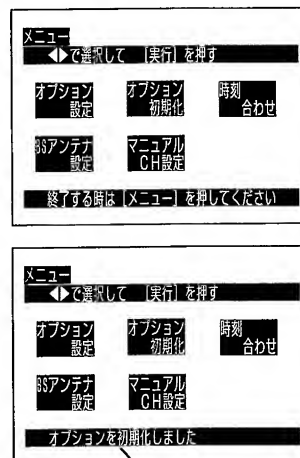 メニュー
◀▶で選択して [実行] を押す
オプション オプション 時刻
設定 初期化 合わせ
BSアンテナ マニュアル
設定 CH設定
終了する時は [メニュー] を押してください
メニュー
◀▶で選択して [実行] を押す
オプション オプション 時刻
設定 初期化 合わせ
BSアンテナ マニュアル
設定 CH設定
オプションを初期化しました